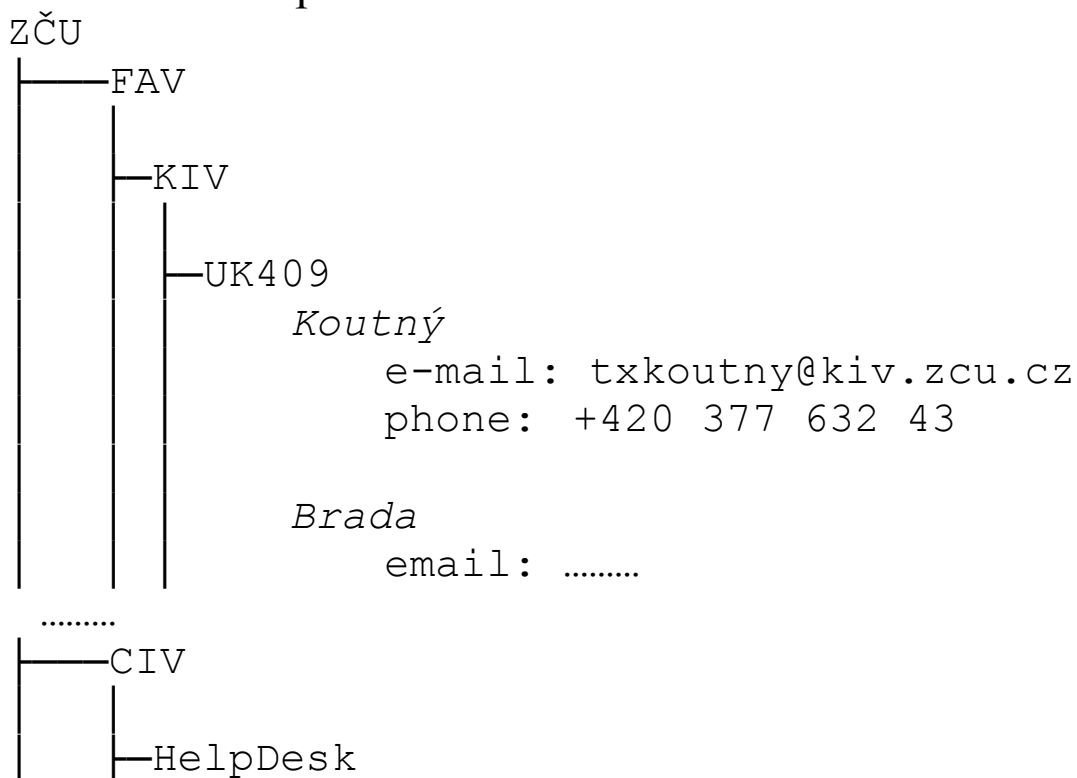 ZČU
FAV
KIV
UK409
Koutný
e-mail: txkoutny@kiv.zcu.cz
phone: +420 377 632 43
Brada
email: ………
………
CIV
HelpDesk